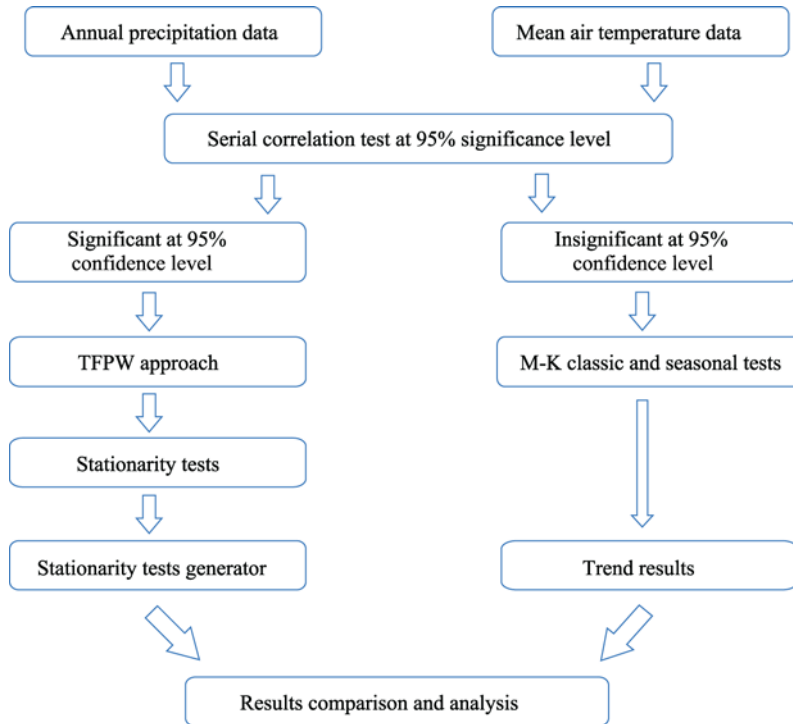 Annual precipitation data
Mean air temperature data
Serial correlation test at 95% significance level
Significant at 95%
confidence level
Insignificant at 95%
confidence level
TFPW approach
M-K classic and seasonal tests
Stationarity tests
Stationarity tests generator
Trend results
Results comparison and analysis